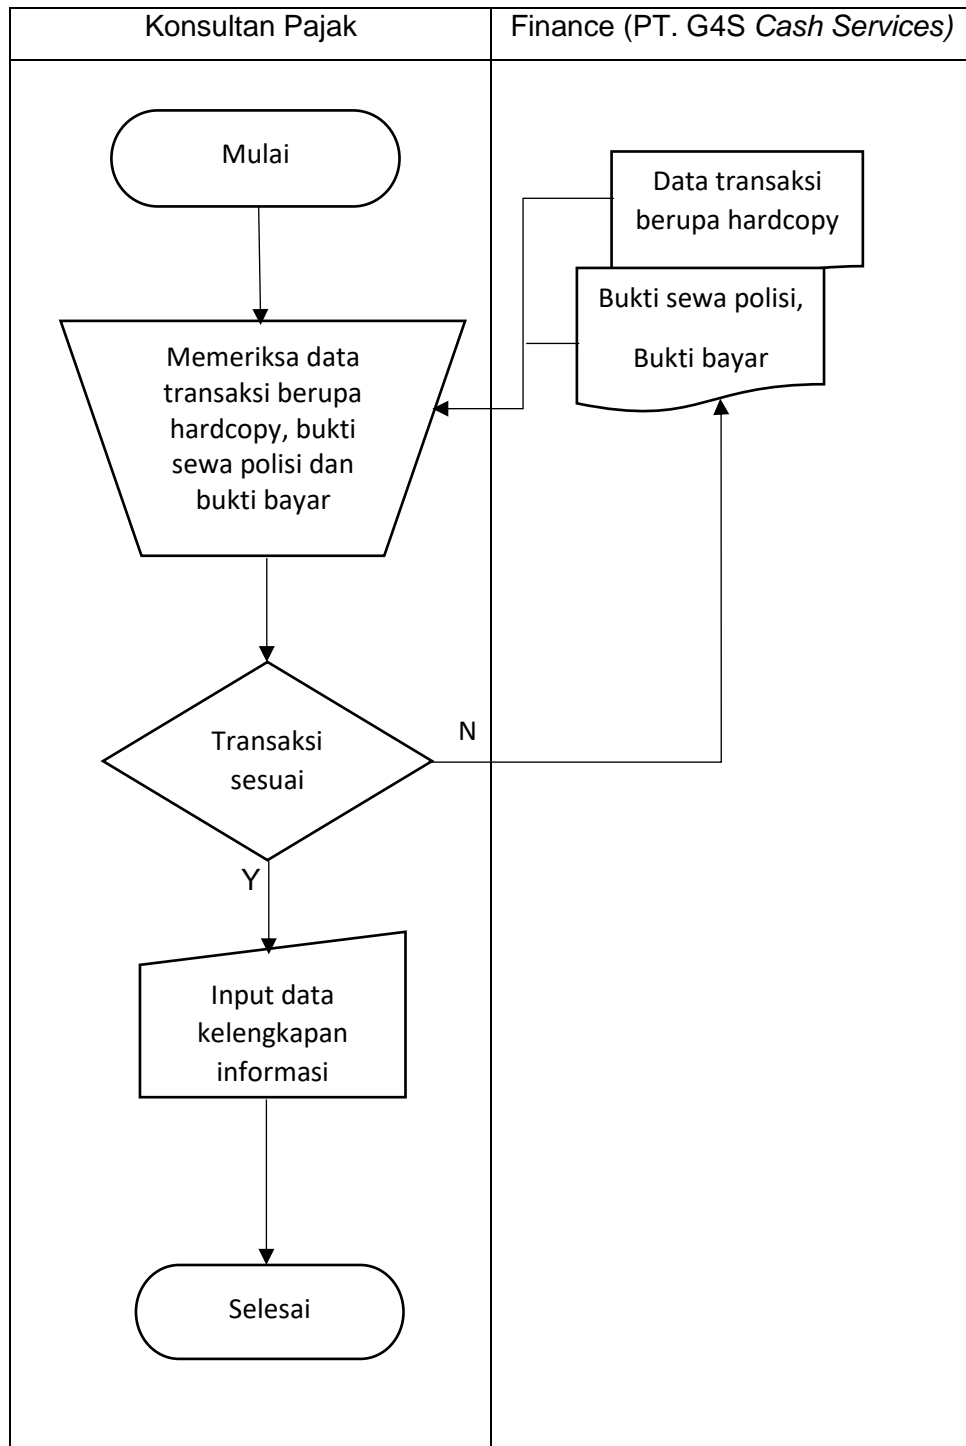 Konsultan Pajak
Finance (PT. G4S Cash Services)
Mulai
Data transaksi
berupa hardcopy
Bukti sewa polisi,
Bukti bayar
Memeriksa data
transaksi berupa
hardcopy, bukti
sewa polisi dan
bukti bayar
Transaksi
sesuai
N
Y
Input data
kelengkapan
informasi
Selesai